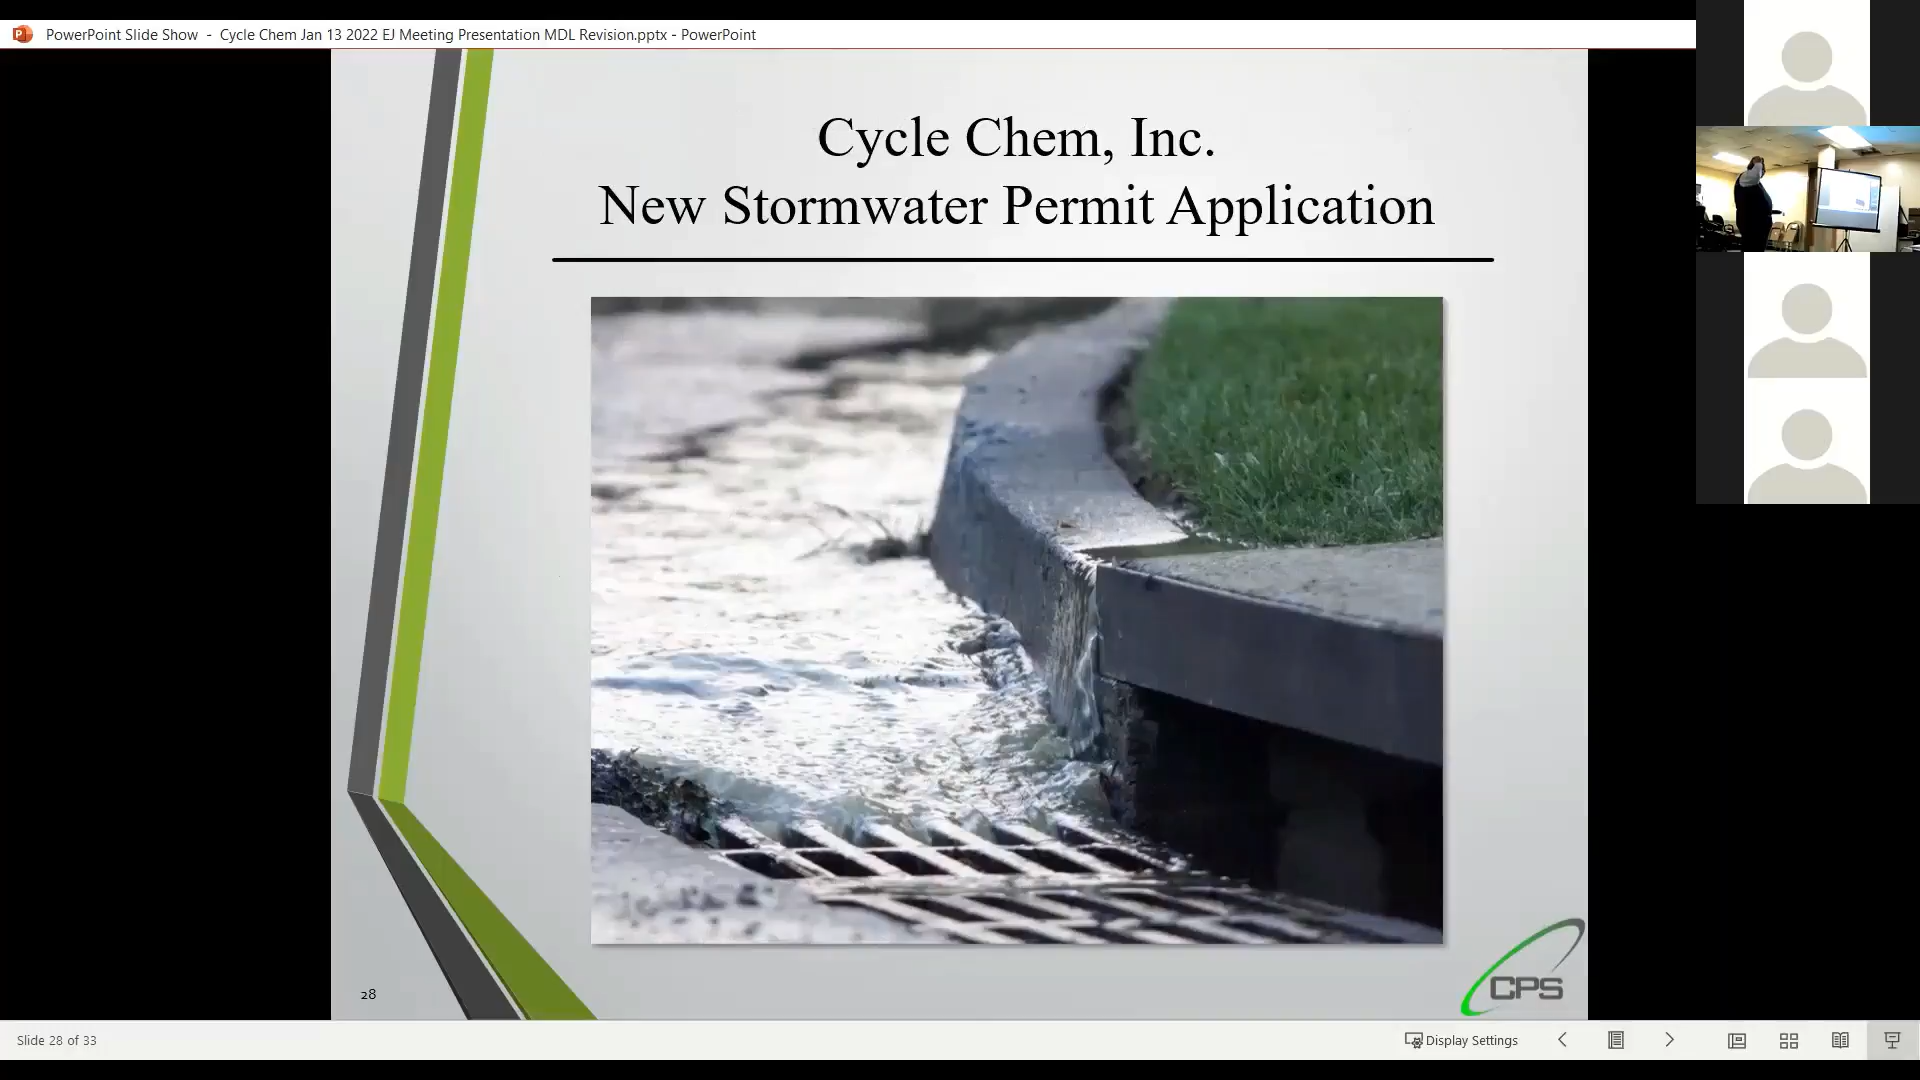 PowerPoint Slide Show - Cycle Chem Jan 13 2022 EJ Meeting Presentation MDL Revision.pptx - PowerPoint
Cycle Chem, Inc.
New Stormwater Permit Application
CPS
28
Slide 28 of 33
Display Settings